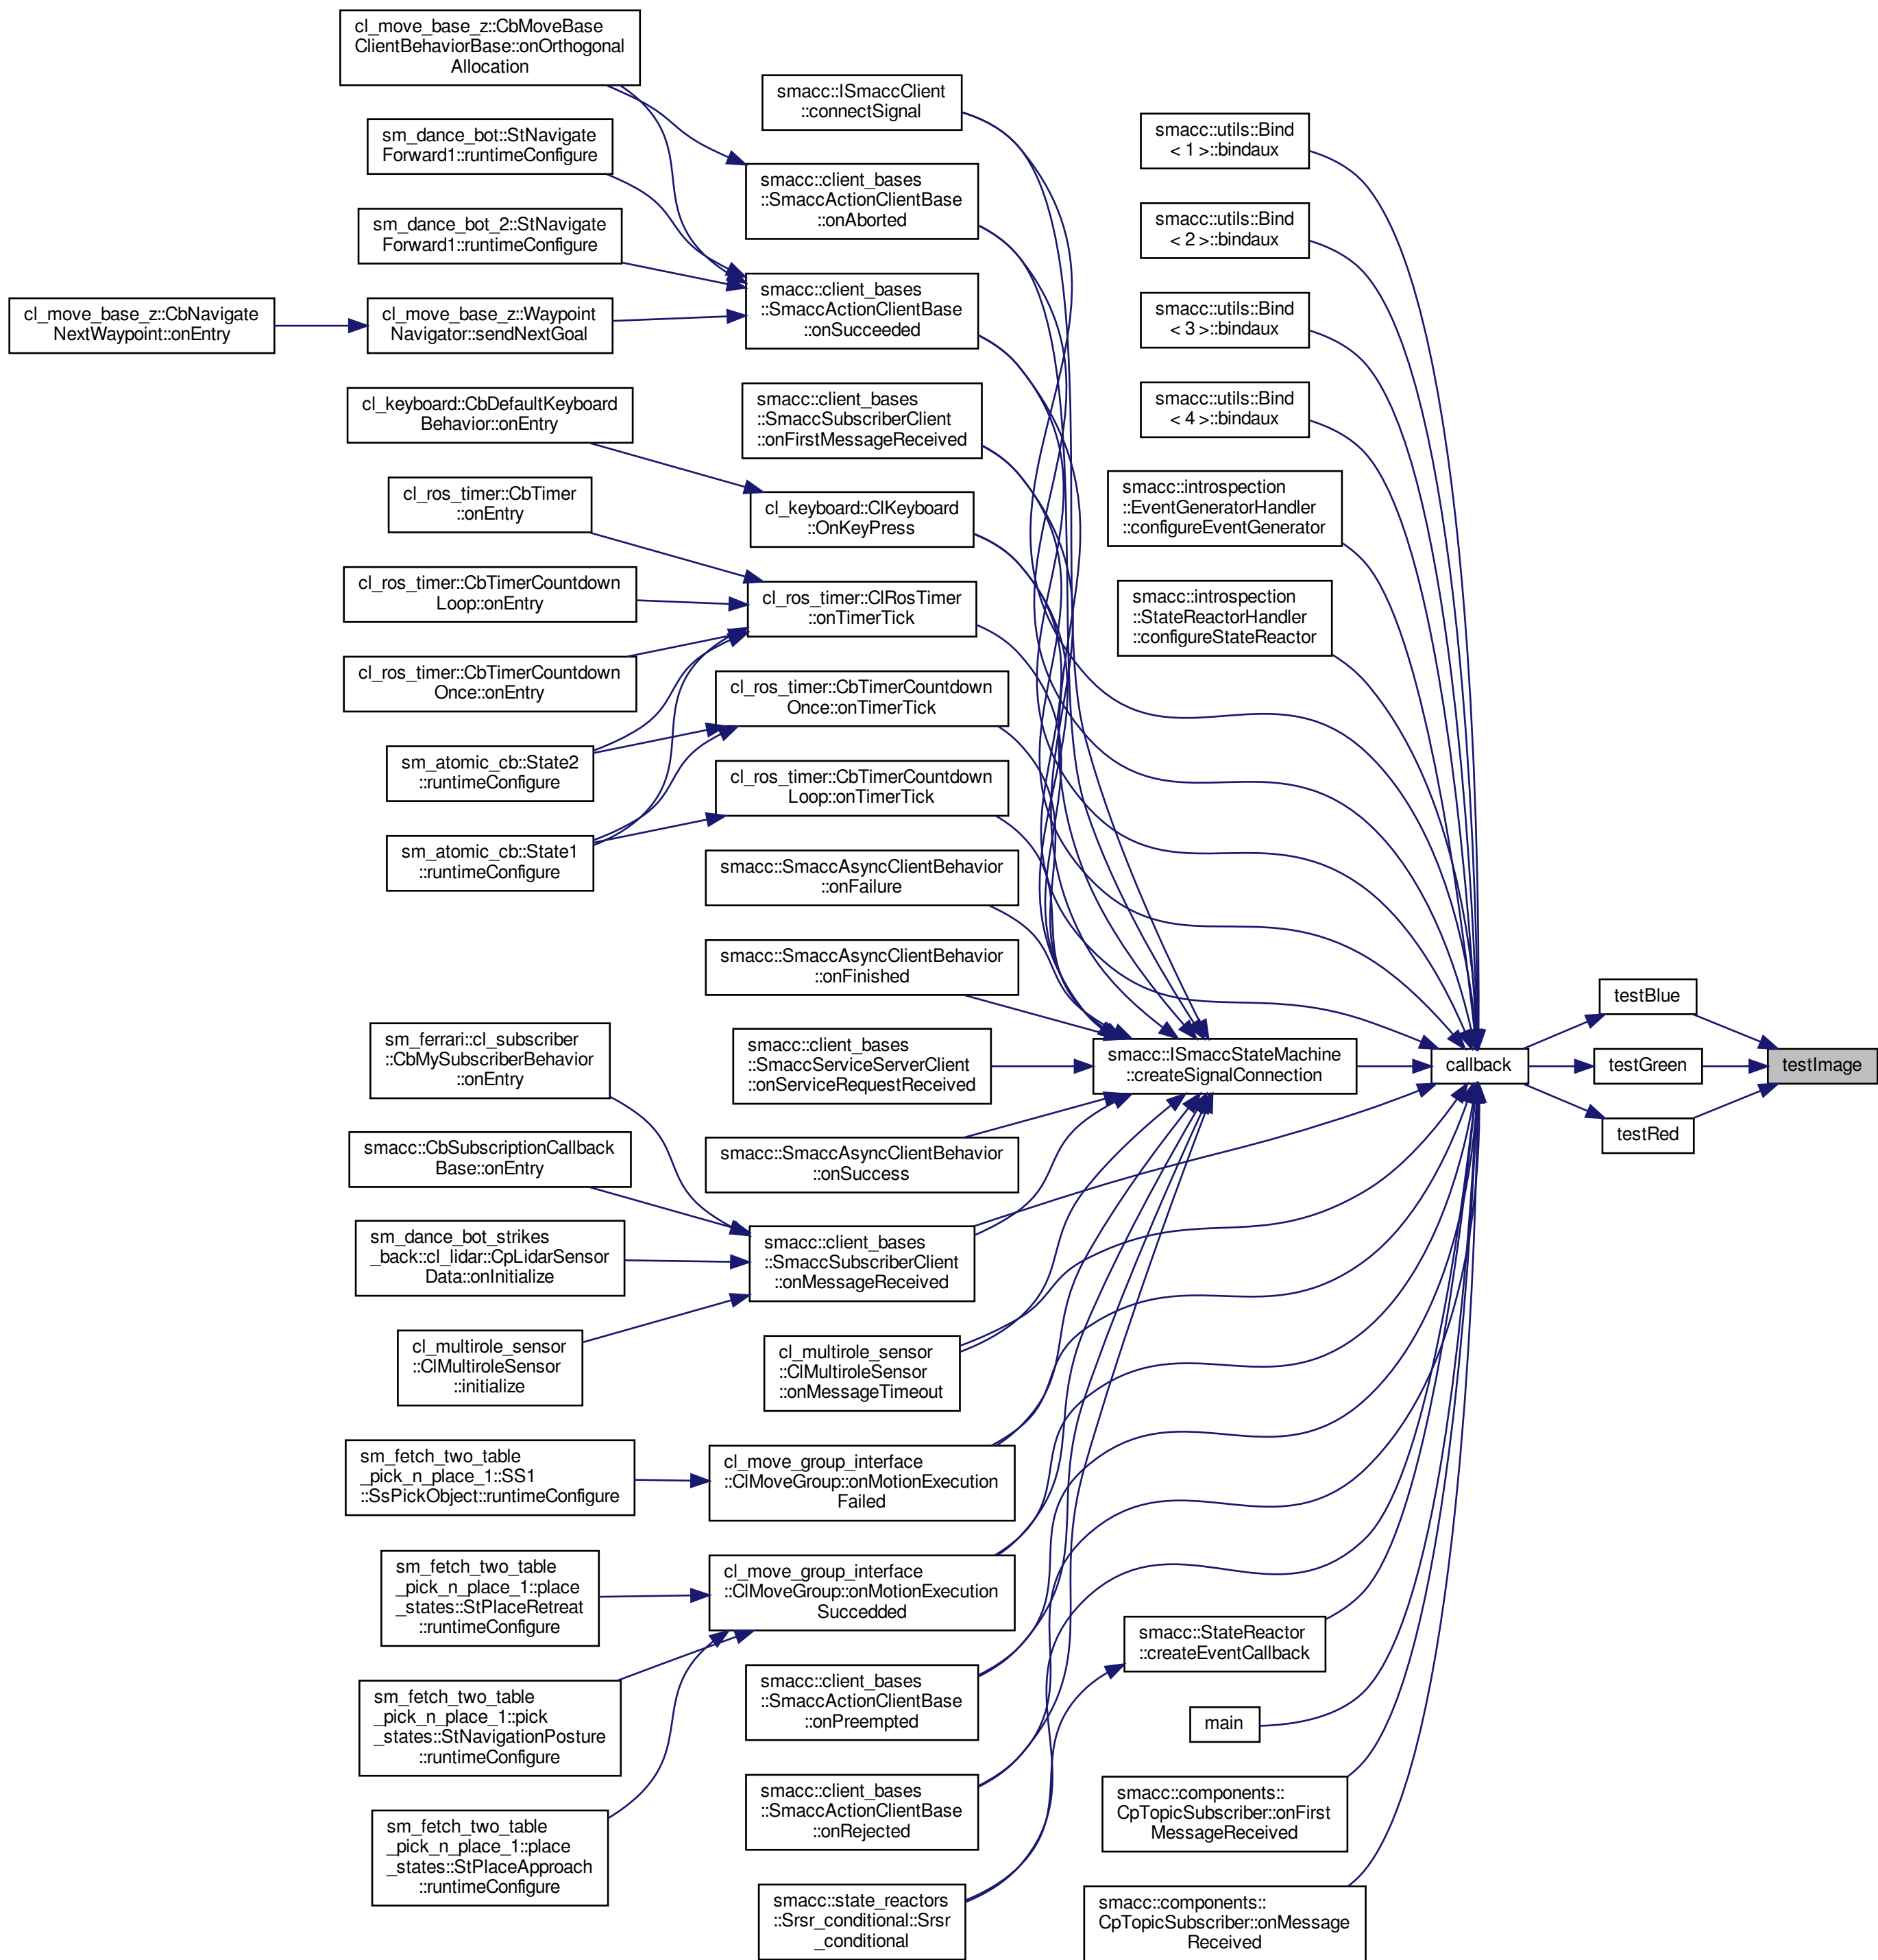 cl_move_base_z::CbMoveBase
ClientBehaviorBase::onOrthogonal
Allocation
sm_dance_bot::StNavigate
Forward1::runtimeConfigure
sm_dance_bot_2::StNavigate
Forward1::runtimeConfigure
cl_move_base_z::CbNavigate
NextWaypoint::onEntry
cl_move_base_z::Waypoint
Navigator::sendNextGoal
cl_keyboard::CbDefaultKeyboard
Behavior::onEntry
cl_ros_timer::CbTimer
::onEntry
cl_ros_timer::CbTimerCountdown
Loop::onEntry
cl_ros_timer::CbTimerCountdown
Once::onEntry
sm_atomic_cb::State2
::runtimeConfigure
sm_atomic_cb::State1
::runtimeConfigure
sm_ferrari::cl_subscriber
::CbMySubscriberBehavior
::onEntry
smacc::CbSubscriptionCallback
Base::onEntry
sm_dance_bot_strikes
_back::cl_lidar::CpLidarSensor
Data::onInitialize
cl_multirole_sensor
::ClMultiroleSensor
::initialize
sm_fetch_two_table
_pick_n_place_1::SS1
::SsPickObject::runtimeConfigure
sm_fetch_two_table
_pick_n_place_1::place
_states::StPlaceRetreat
::runtimeConfigure
sm_fetch_two_table
_pick_n_place_1::pick
_states::StNavigationPosture
::runtimeConfigure
sm_fetch_two_table
_pick_n_place_1::place
_states::StPlaceApproach
::runtimeConfigure
smacc::ISmaccClient
::connectSignal
smacc::client_bases
::SmaccActionClientBase
::onAborted
smacc::client_bases
::SmaccActionClientBase
::onSucceeded
smacc::client_bases
::SmaccSubscriberClient
::onFirstMessageReceived
cl_keyboard::ClKeyboard
::OnKeyPress
cl_ros_timer::ClRosTimer
::onTimerTick
cl_ros_timer::CbTimerCountdown
Once::onTimerTick
cl_ros_timer::CbTimerCountdown
Loop::onTimerTick
smacc::SmaccAsyncClientBehavior
::onFailure
smacc::SmaccAsyncClientBehavior
::onFinished
smacc::client_bases
::SmaccServiceServerClient
::onServiceRequestReceived
smacc::SmaccAsyncClientBehavior
::onSuccess
smacc::client_bases
::SmaccSubscriberClient
::onMessageReceived
cl_multirole_sensor
::ClMultiroleSensor
::onMessageTimeout
cl_move_group_interface
::ClMoveGroup::onMotionExecution
Failed
cl_move_group_interface
::ClMoveGroup::onMotionExecution
Succedded
smacc::client_bases
::SmaccActionClientBase
::onPreempted
smacc::client_bases
::SmaccActionClientBase
::onRejected
smacc::state_reactors
::Srsr_conditional::Srsr
_conditional
smacc::utils::Bind
< 1 >::bindaux
smacc::utils::Bind
< 2 >::bindaux
smacc::utils::Bind
< 3 >::bindaux
smacc::utils::Bind
< 4 >::bindaux
smacc::introspection
::EventGeneratorHandler
::configureEventGenerator
smacc::introspection
::StateReactorHandler
::configureStateReactor
smacc::ISmaccStateMachine
::createSignalConnection
smacc::StateReactor
::createEventCallback
main
smacc::components::
CpTopicSubscriber::onFirst
MessageReceived
smacc::components::
CpTopicSubscriber::onMessage
Received
callback
testBlue
testGreen
testRed
testImage